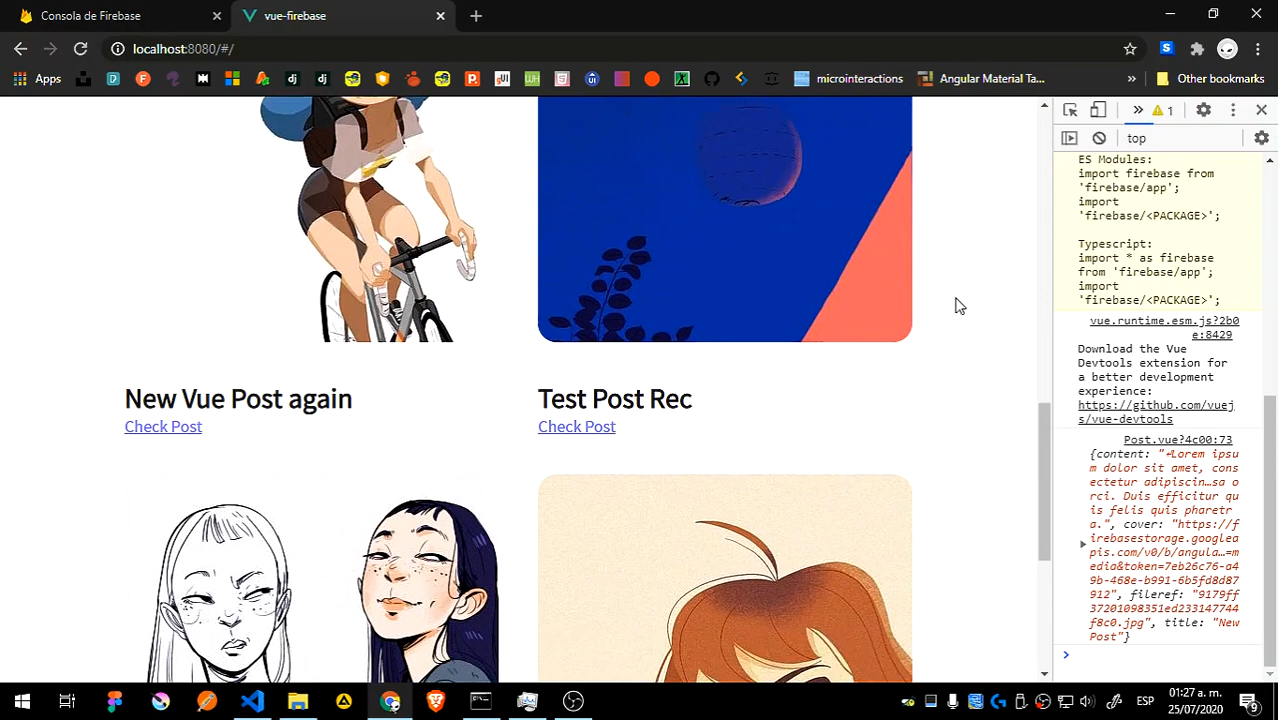 Consola de Firebase
vue-firebase
localhost:8080/#/
Apps
microinteractions
Angular Material Ta...
»
Other bookmarks
» 1
top
ES Modules:
import firebase from
'firebase/app';
import
'firebase/<PACKAGE>';
Typescript:
import * as firebase
from 'firebase/app';
import
'firebase/<PACKAGE>';
vue.runtime.esm.js?2b0
e:8429
Download the Vue
Devtools extension for
a better development
experience:
https://github.com/vuej
s/vue-devtools
Post.vue?4c00:73
{content: "↵Lorem ipsu
m dolor sit amet, cons
ectetur adipiscin…sa o
rci. Duis efficitur qu
is felis quis pharetr
a.", cover: "https://f
irebasestorage.googlea
pis.com/v0/b/angula…=m
edia&token=7eb26c76-a4
9b-468e-b991-6b5fd8d87
912", fileref: "9179ff
37201098351ed233147744
f8c0.jpg", title: "New
Post"}
New Vue Post again
Check Post
Test Post Rec
Check Post
ESP
01:27 a. m.
25/07/2020
9